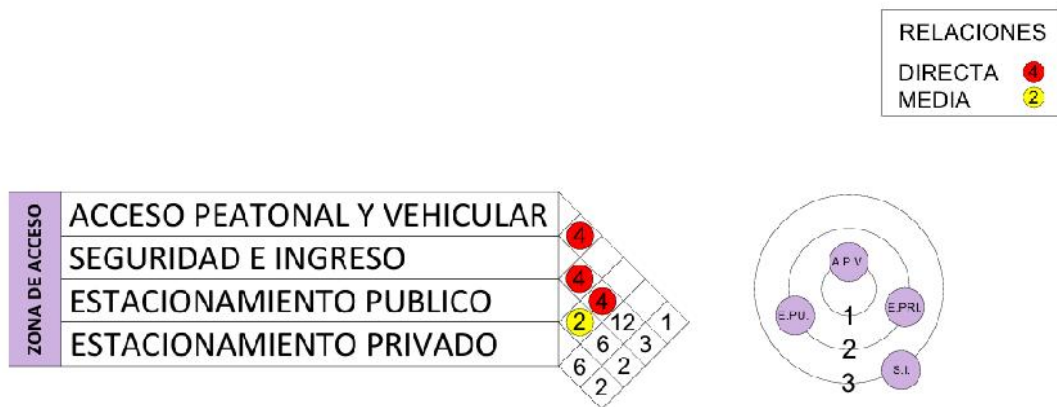 RELACIONES
DIRECTA 4
MEDIA 2
ZONA DE ACCESO
ACCESO PEATONAL Y VEHICULAR
SEGURIDAD E INGRESO
ESTACIONAMIENTO PUBLICO
ESTACIONAMIENTO PRIVADO
4
4
4
2 12 1
6 3
6 2
2
A.P.V.
E.PU. E.PRI.
1
2
S.I.
3